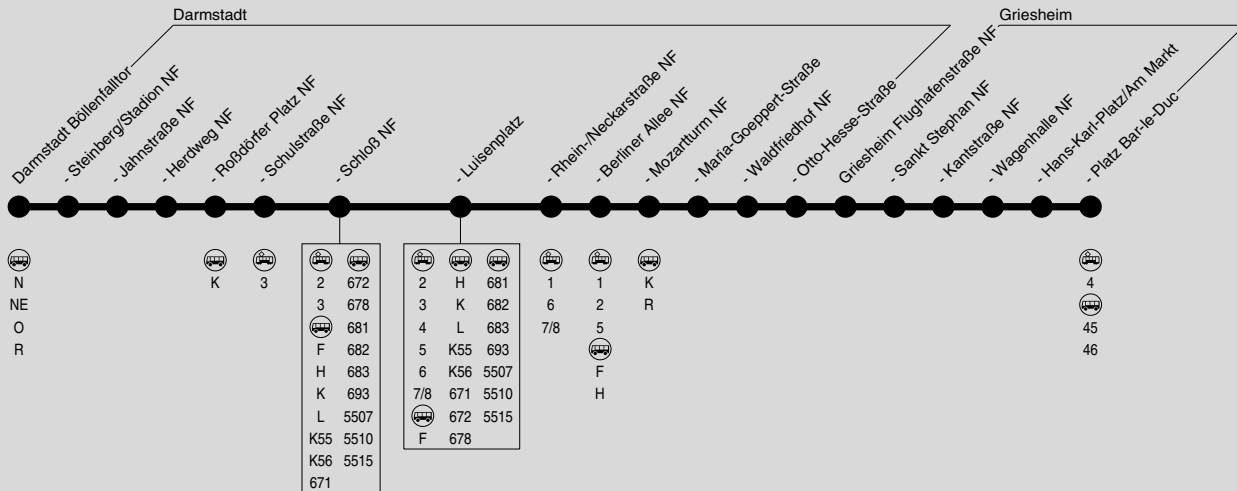 Darmstadt
Griesheim
Darmstadt Böllenfalltor
- Steinberg/Stadion NF
- Jahnstraße NF
- Herdweg NF
- Roßdörfer Platz NF
- Schulstraße NF
- Schloß NF
- Luisenplatz
- Rhein-/Neckarstraße NF
- Berliner Allee NF
- Mozartturm NF
- Maria-Goeppert-Straße
- Waldfriedhof NF
- Otto-Hesse-Straße
Griesheim Flughafenstraße NF
- Sankt Stephan NF
- Kantstraße NF
- Wagenhalle NF
- Hans-Karl-Platz/Am Markt
- Platz Bar-le-Duc
N
NE
O
R
K
3
2 672
3 678
681
F 682
H 683
K 693
L 5507
K55 5510
K56 5515
671
2 H 681
3 K 682
4 L 683
5 K55 693
6 K56 5507
7/8 671 5510
672 5515
F 678
1
6
7/8
1
2
5
F
H
K
R
4
45
46